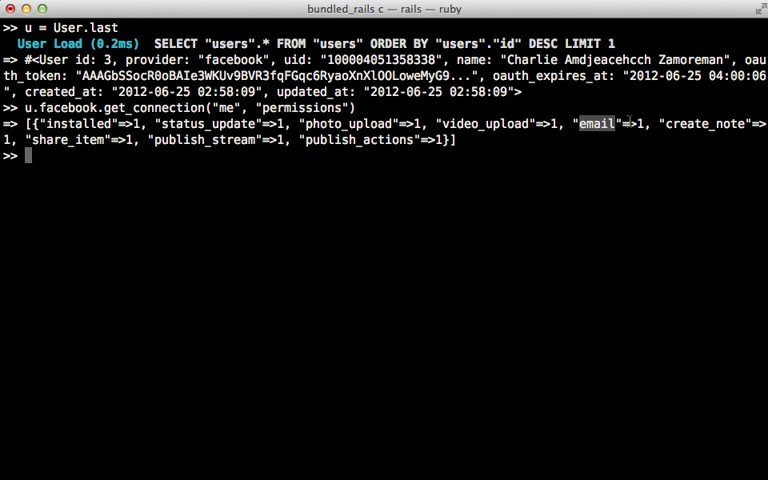 bundled_rails c — rails — ruby
>> u = User.last
User Load (0.2ms)  SELECT "users".* FROM "users" ORDER BY "users"."id" DESC LIMIT 1
=> #<User id: 3, provider: "facebook", uid: "100004051358338", name: "Charlie Amdjeacehcch Zamoreman", oau
th_token: "AAAGbSSocR0oBAIe3WKUv9BVR3fqFGqc6RyaoXnXlOOLoweMyG9...", oauth_expires_at: "2012-06-25 04:00:06
", created_at: "2012-06-25 02:58:09", updated_at: "2012-06-25 02:58:09">
>> u.facebook.get_connection("me", "permissions")
=> [{"installed"=>1, "status_update"=>1, "photo_upload"=>1, "video_upload"=>1, "email"=>1, "create_note"=>
1, "share_item"=>1, "publish_stream"=>1, "publish_actions"=>1}]
>>